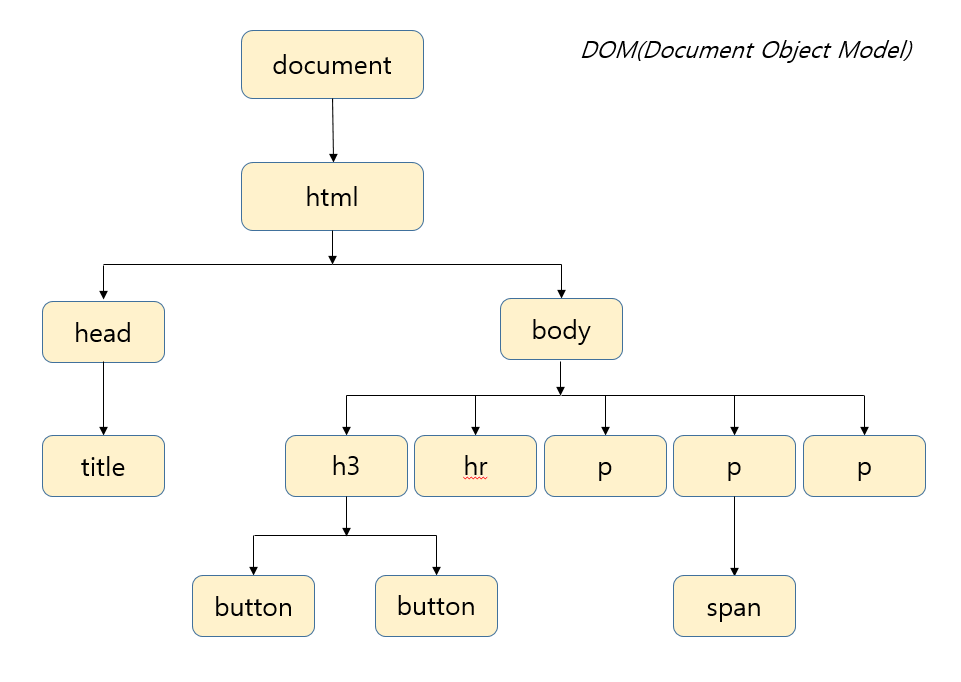 document
DOM(Document Object Model)
html
head
body
title
h3
hr
p
p
p
button
button
span